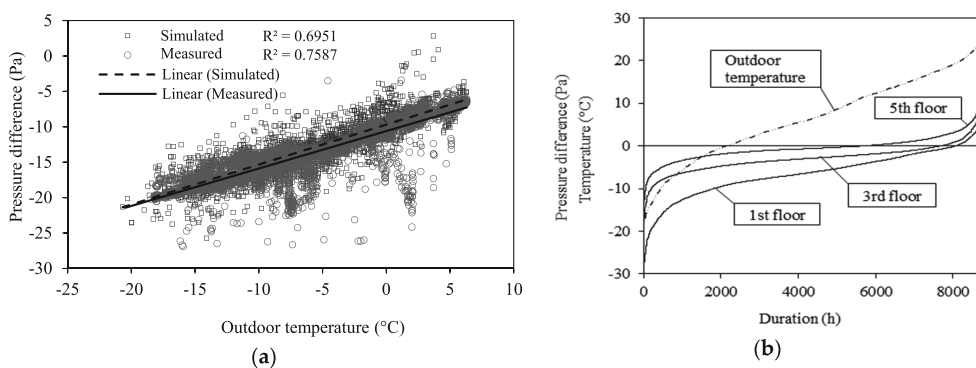 Simulated R² = 0.6951
Measured R² = 0.7587
Linear (Simulated)
Linear (Measured)
Pressure difference (Pa)
5
0
-5
-10
-15
-20
-25
-30
-25 -20 -15 -10 -5 0 5 10
Outdoor temperature (°C)
(a)
Pressure difference (Pa)
Temperature (°C)
30
20
10
0
-10
-20
-30
Outdoor
temperature
5th floor
3rd floor
1st floor
0 2000 4000 6000 8000
Duration (h)
(b)